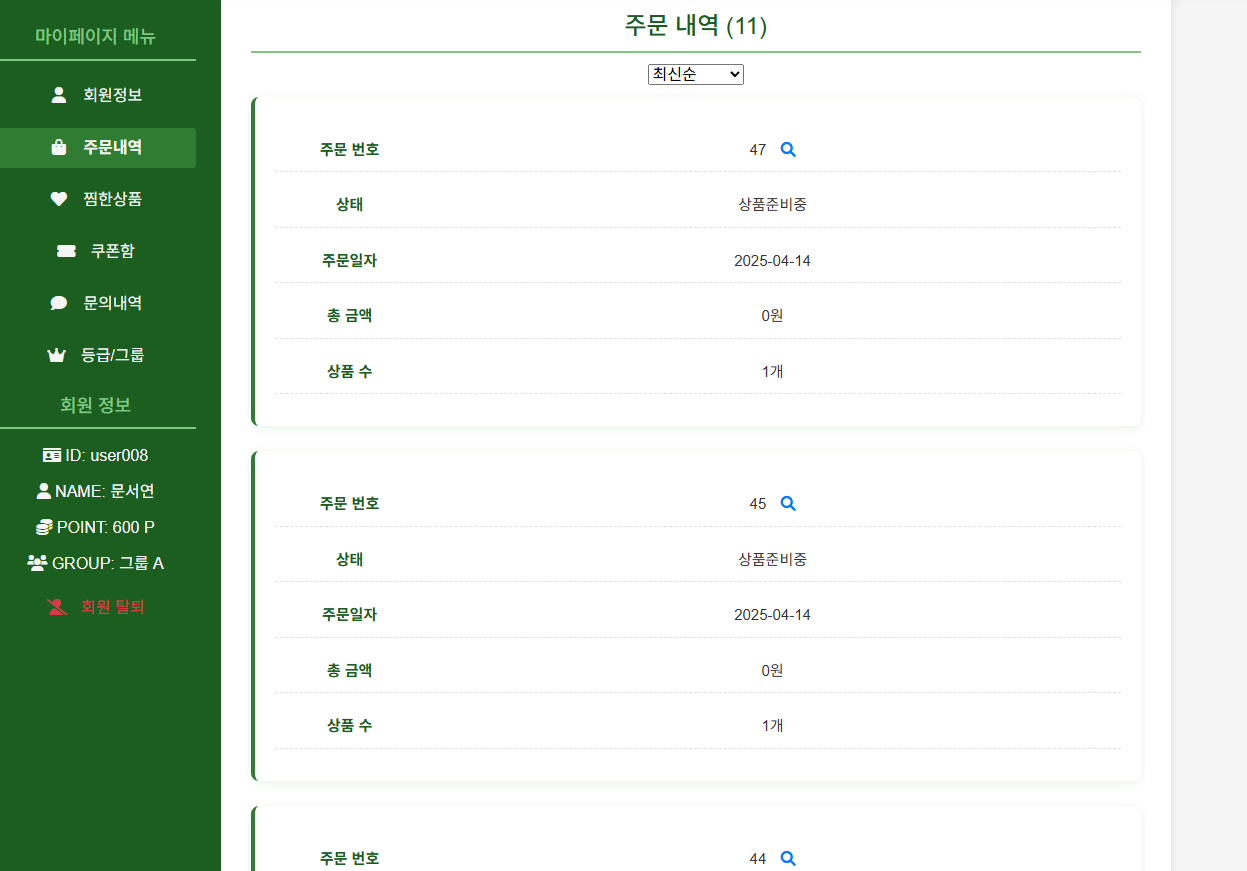 마이페이지 메뉴
회원정보
주문내역
찜한상품
쿠폰함
문의내역
등급/그룹
회원 정보
ID: user008
NAME: 문서연
POINT: 600 P
GROUP: 그룹 A
회원 탈퇴
주문 내역 (11)
최신순
주문 번호 47
상태 상품준비중
주문일자 2025-04-14
총 금액 0원
상품 수 1개
주문 번호 45
상태 상품준비중
주문일자 2025-04-14
총 금액 0원
상품 수 1개
주문 번호 44